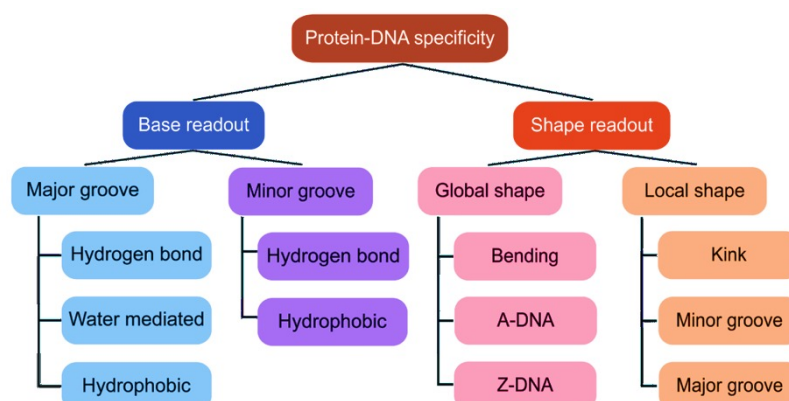 Protein-DNA specificity
Base readout
Shape readout
Major groove
Minor groove
Global shape
Local shape
Hydrogen bond
Hydrogen bond
Bending
Kink
Water mediated
Hydrophobic
A-DNA
Minor groove
Hydrophobic
Z-DNA
Major groove